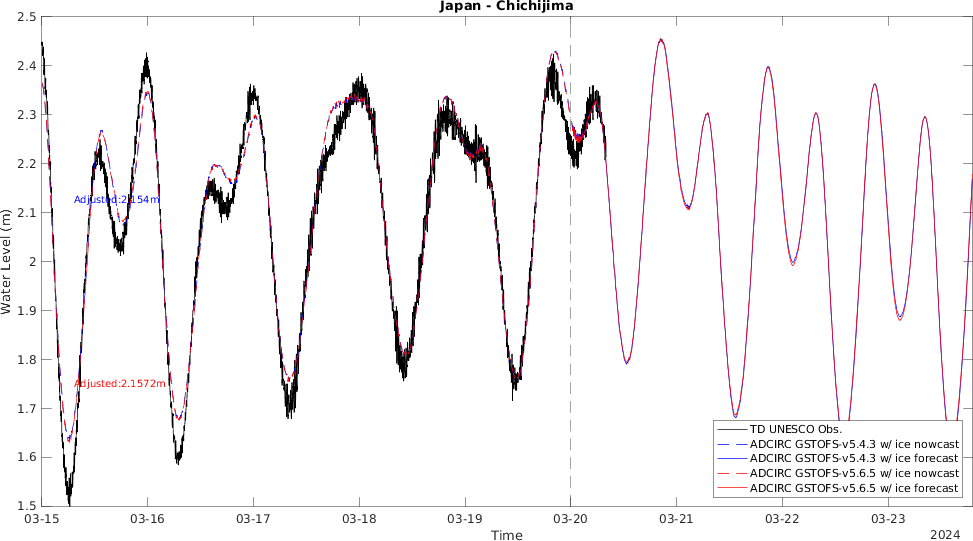 Japan - Chichijima
2.5
2.4
2.3
2.2
2.1
2
1.9
1.8
1.7
1.6
1.5
Water Level (m)
Adjusted:2.154m
Adjusted:2.1572m
TD UNESCO Obs.
ADCIRC GSTOFS-v5.4.3 w/ ice nowcast
ADCIRC GSTOFS-v5.4.3 w/ ice forecast
ADCIRC GSTOFS-v5.6.5 w/ ice nowcast
ADCIRC GSTOFS-v5.6.5 w/ ice forecast
03-15 03-16 03-17 03-18 03-19 03-20 03-21 03-22 03-23
Time
2024